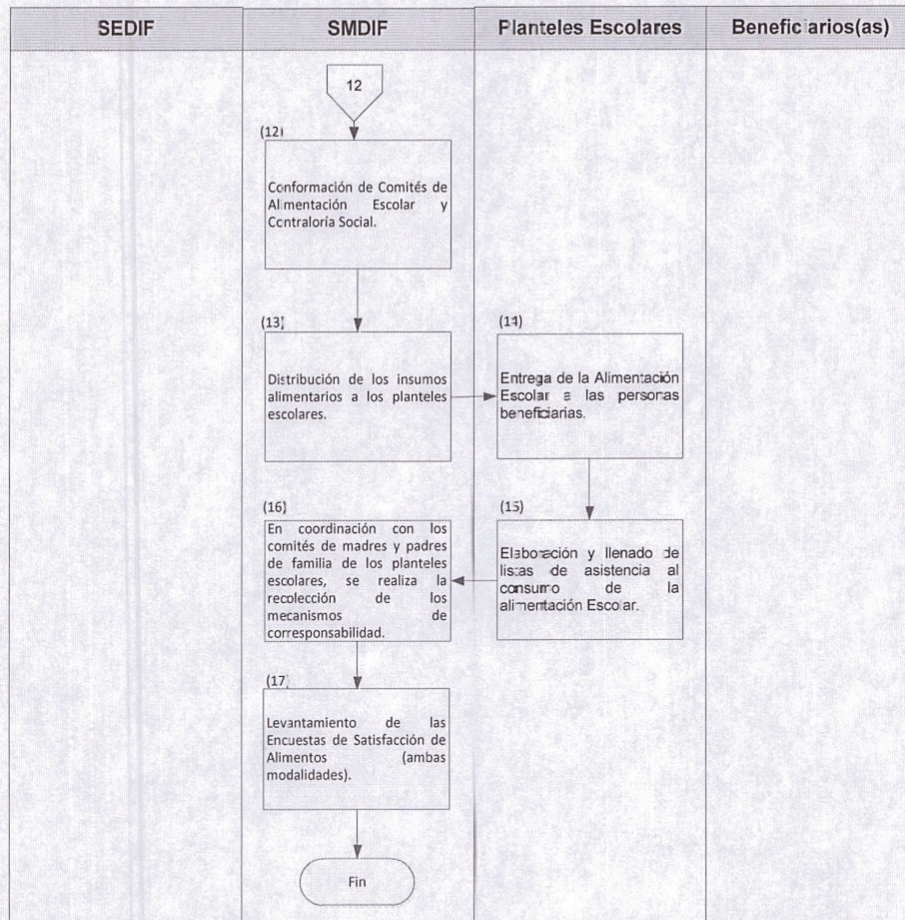 SEDIF
SMDIF
Planteles Escolares
Beneficiarios(as)
12
(12)
Conformación de Comités de
Alimentación Escolar y
Contraloría Social.
(13)
Distribución de los insumos
alimentarios a los planteles
escolares.
(14)
Entrega de la Alimentación
Escolar a las personas
beneficiarias.
(15)
Elaboración y llenado de
listas de asistencia al
consumo de la
alimentación Escolar.
(16)
En coordinación con los
comités de madres y padres
de familia de los planteles
escolares, se realiza la
recolección de los
mecanismos de
corresponsabilidad.
(17)
Levantamiento de las
Encuestas de Satisfacción de
Alimentos (ambas
modalidades).
Fin